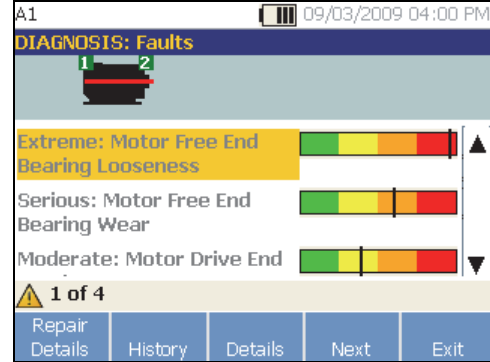 A1 09/03/2009 04:00 PM
DIAGNOSIS: Faults
1 2
Extreme: Motor Free End
Bearing Looseness
Serious: Motor Free End
Bearing Wear
Moderate: Motor Drive End
1 of 4
Repair
Details History Details Next Exit